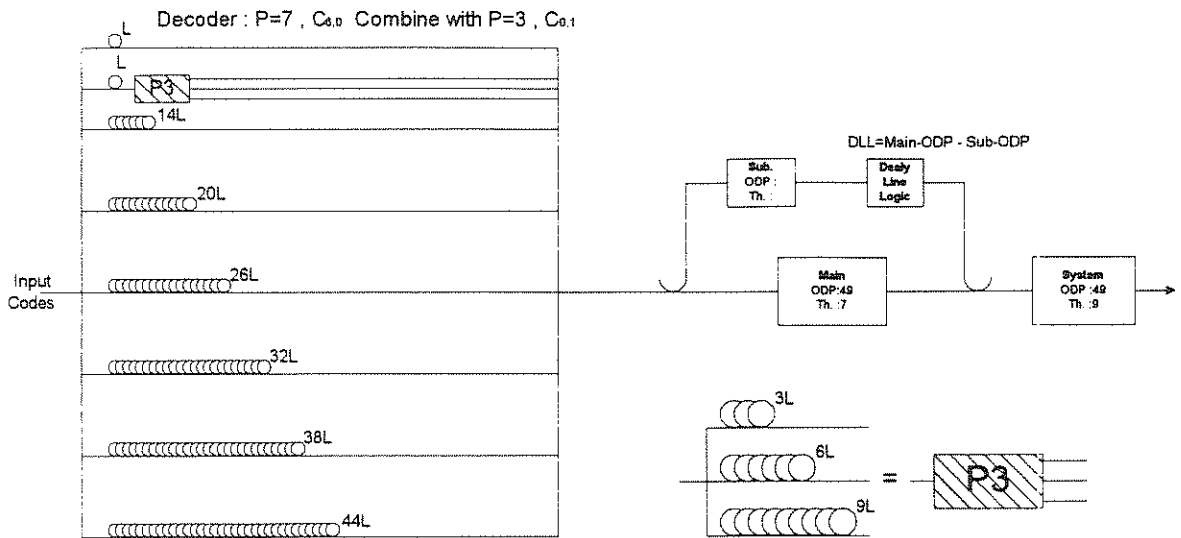 Decoder : P=7 , C6,0 Combine with P=3 , C0,1
L
L
P3
14L
20L
26L
32L
38L
44L
Input
Codes
DLL=Main-ODP - Sub-ODP
Sub.
ODP :
Th. :
Dealy
Line
Logic
Main
ODP:49
Th. :7
System
ODP :49
Th. :9
3L
6L
9L
=
P3